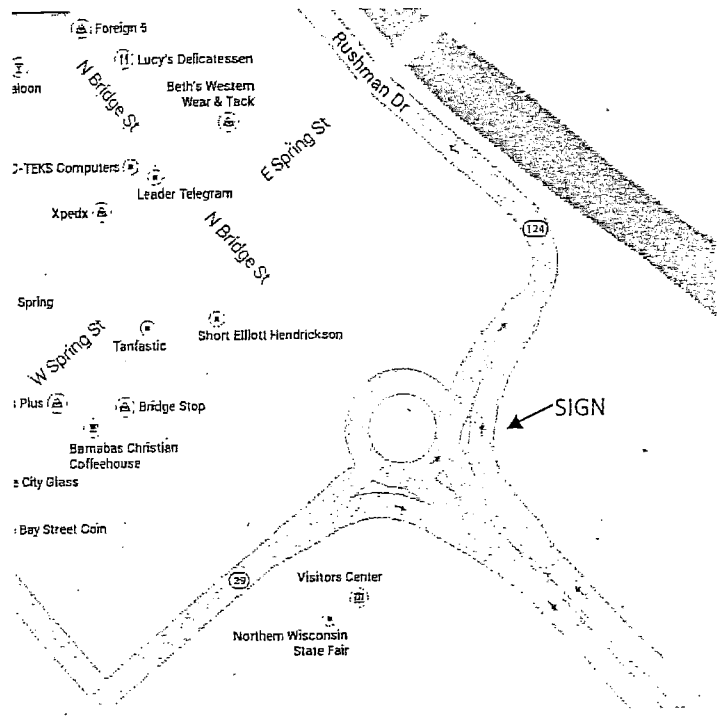 Foreign 5
Lucy's Delicatessen
N Bridge St
Beth's Western
Wear & Tack
Rushman Dr
E Spring St
C-TEKS Computers
Leader Telegram
Xpedx
N Bridge St
124
Spring
W Spring St
Tanfastic
Short Elliott Hendrickson
SIGN
Plus
Bridge Stop
Barnabas Christian
Coffeehouse
City Glass
Bay Street Coin
29
Visitors Center
Northern Wisconsin
State Fair